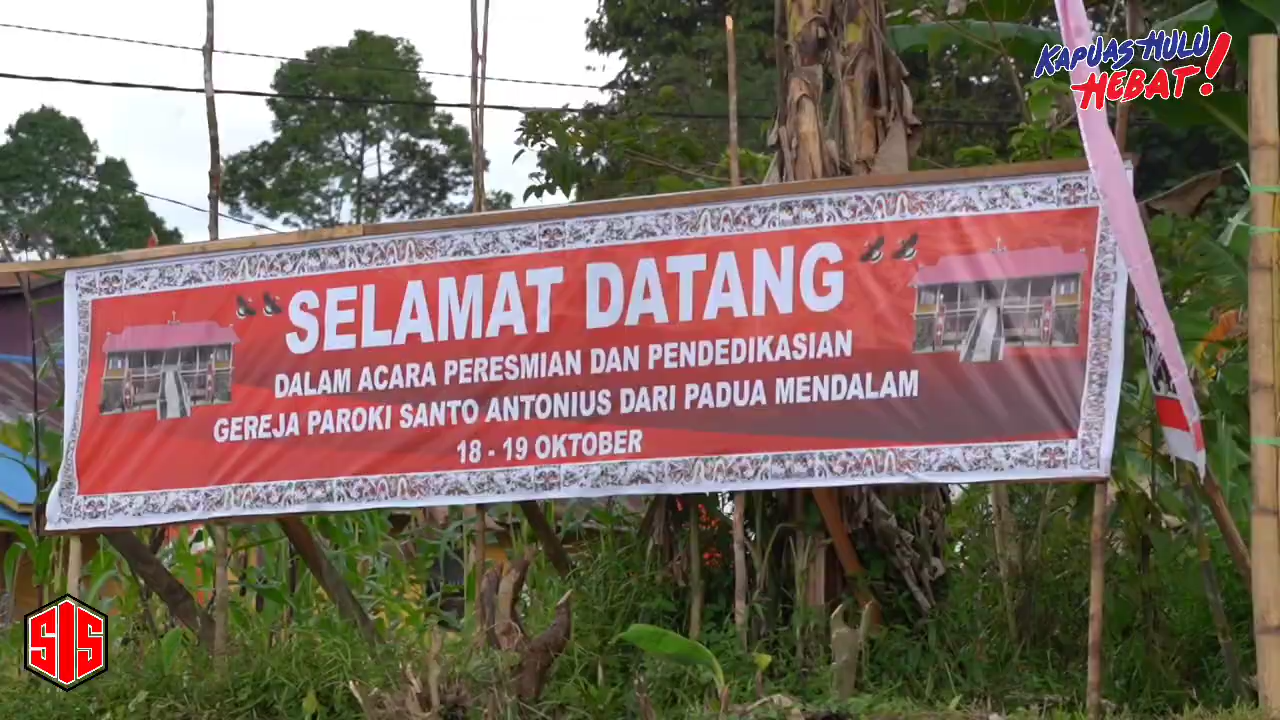 KAPUAS HULU
HEBAT!
SELAMAT DATANG
DALAM ACARA PERESMIAN DAN PENDEDIKASIAN
GEREJA PAROKI SANTO ANTONIUS DARI PADUA MENDALAM
18 - 19 OKTOBER
SIS